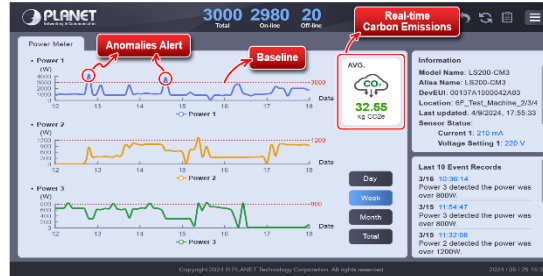 PLANET
Networking & Communication
3000 2980 20
Total On-line Off-line
Real-time
Carbon Emissions
Power Meter
Anomalies Alert
Baseline
Power 1
(W)
4000
3000
2000
1000
0
3000
12 13 14 15 16 17 18 Date
Power 1
Power 2
(W)
1200
900
600
300
0
1200
12 13 14 15 16 17 18 Date
Power 2
Power 3
(W)
800
600
400
200
0
800
12 13 14 15 16 17 18 Date
Power 3
AVG.
CO2
32.55
kg CO2e
Day
Week
Month
Total
Information
Model Name: LS200-CM3
Alisa Name: LS200-CM3
DevEUI: 00137A1000042A83
Location: 6F_Test_Machine_2/3/4
Last updated: 4/9/2024, 17:55:33
Sensor Status:
Current 1: 210 mA
Voltage Setting 1: 220 V
Last 10 Event Records
3/16 10:36:14
Power 3 detected the power was
over 800W.
3/15 11:54:47
Power 3 detected the power was
over 800W.
3/15 11:32:08
Power 2 detected the power was
over 1200W.
Copyright 2024 © PLANET Technology Corporation. All rights reserved